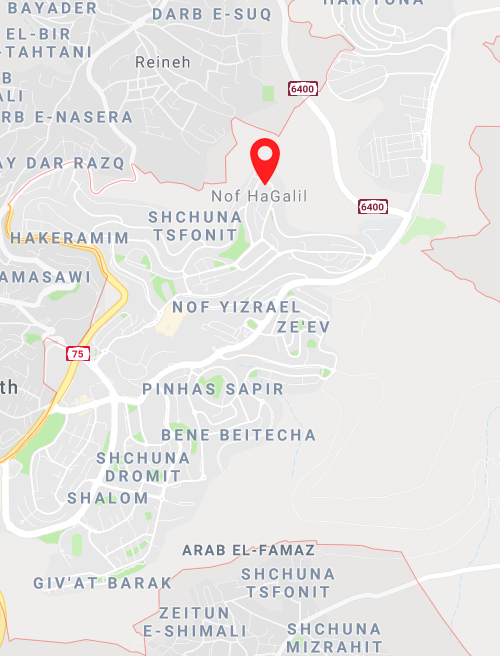 BAYADER
DARB E-SUQ
HAR YONA
EL-BIR
-TAHTANI
Reineh
6400
RB E-NASERA
AY DAR RAZQ
Nof HaGalil
6400
SHCHUNA
TSFONIT
HAKERAMIM
AMASAWI
NOF YIZRAEL
ZE'EV
75
th
PINHAS SAPIR
BENE BEITECHA
SHCHUNA
DROMIT
SHALOM
ARAB EL-FAMAZ
GIV'AT BARAK
SHCHUNA
TSFONIT
ZEITUN
E-SHIMALI
SHCHUNA
MIZRAHIT